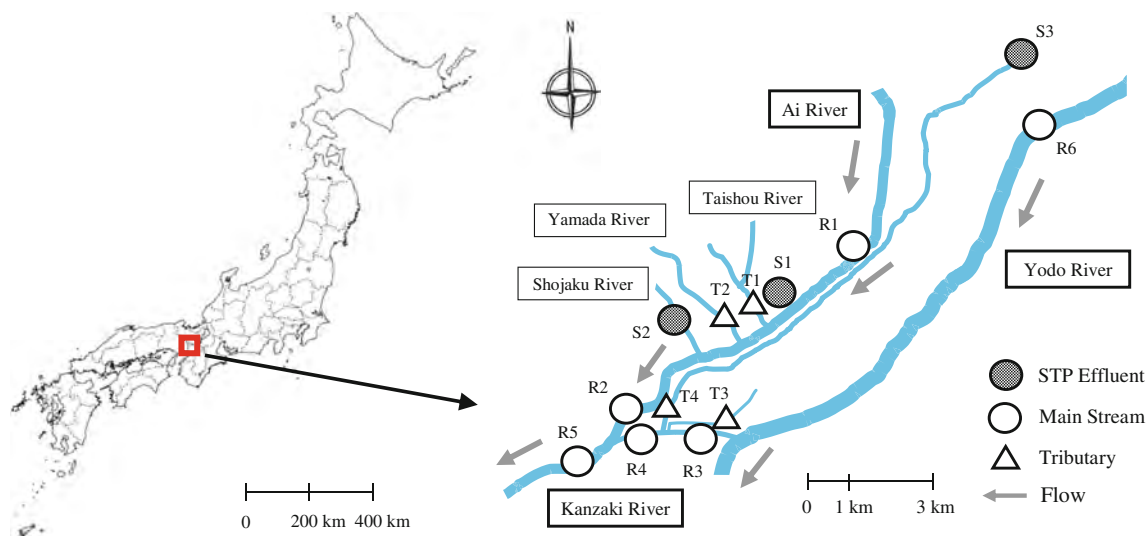 N
S3
Ai River
R6
Taishou River
Yamada River
R1
Yodo River
S1
Shojaku River
T1
T2
S2
STP Effluent
R2
T4
T3
Main Stream
R5
R4
R3
Tributary
Flow
Kanzaki River
0 200 km 400 km
0 1 km 3 km